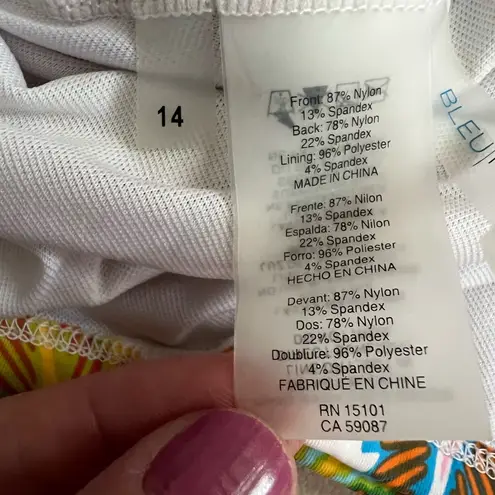 14
Front: 87% Nylon
13% Spandex
Back: 78% Nylon
22% Spandex
Lining: 96% Polyester
4% Spandex
MADE IN CHINA
Frente: 87% Nilon
13% Spandex
Espalda: 78% Nilon
22% Spandex
Forro: 96% Poliester
4% Spandex
HECHO EN CHINA
Devant: 87% Nylon
13% Spandex
Dos: 78% Nylon
22% Spandex
Doublure: 96% Polyester
4% Spandex
FABRIQUÉ EN CHINE
RN 15101
CA 59087
BLEU